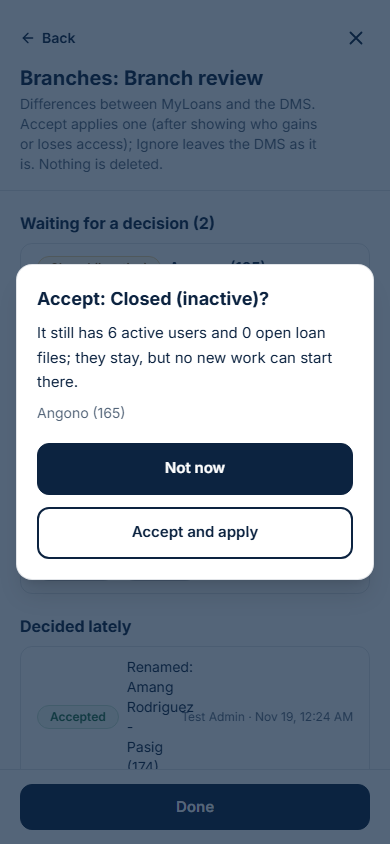 Back
Branches: Branch review
Differences between MyLoans and the DMS.
Accept applies one (after showing who gains
or loses access); Ignore leaves the DMS as it
is. Nothing is deleted.
Waiting for a decision (2)
Accept: Closed (inactive)?
It still has 6 active users and 0 open loan
files; they stay, but no new work can start
there.
Angono (165)
Not now
Accept and apply
Decided lately
Accepted
Renamed:
Amang
Rodriguez
-
Pasig
(174)
Test Admin · Nov 19, 12:24 AM
Done